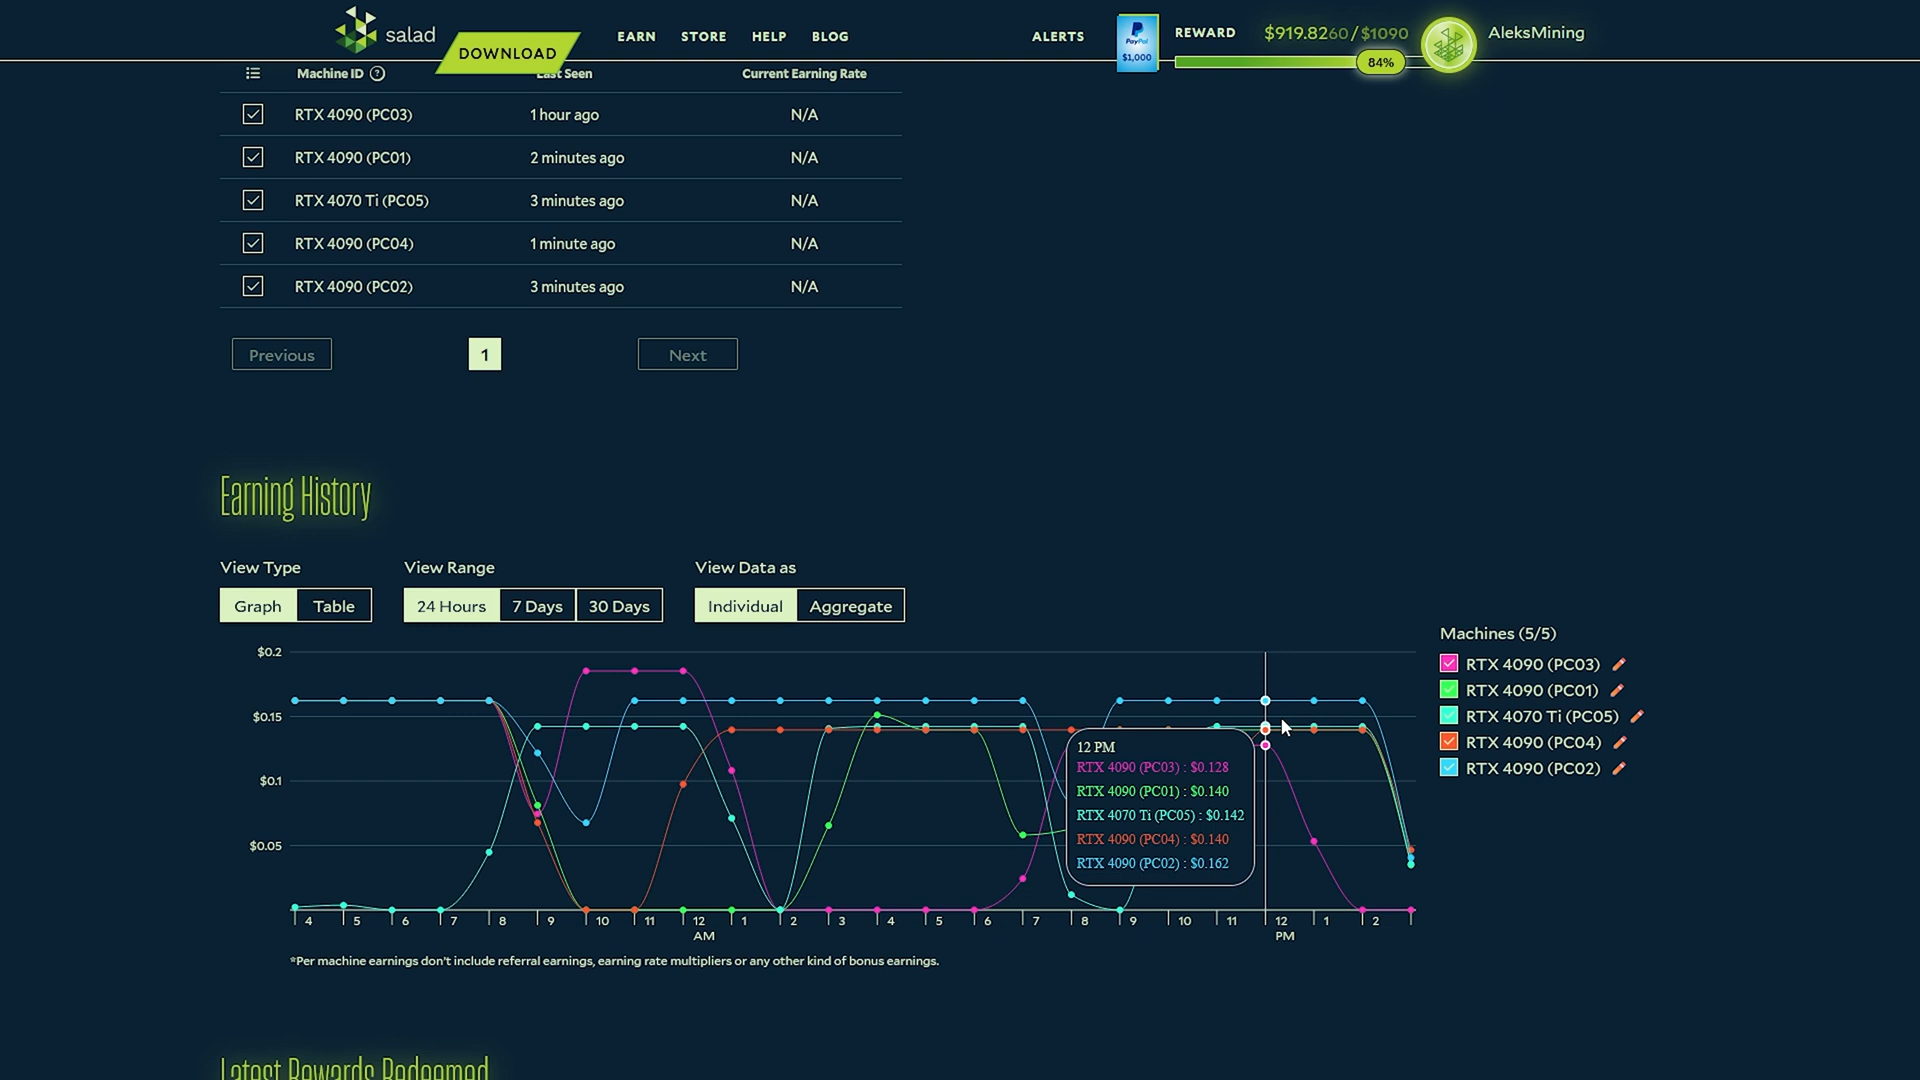 salad
DOWNLOAD
EARN STORE HELP BLOG
ALERTS
PayPal
$1,000
REWARD $919.8260/$1090
84%
AleksMining
Machine ID ? Last Seen Current Earning Rate
RTX 4090 (PC03) 1 hour ago N/A
RTX 4090 (PC01) 2 minutes ago N/A
RTX 4070 Ti (PC05) 3 minutes ago N/A
RTX 4090 (PC04) 1 minute ago N/A
RTX 4090 (PC02) 3 minutes ago N/A
Previous 1 Next
Earning History
View Type View Range View Data as
Graph Table 24 Hours 7 Days 30 Days Individual Aggregate
Machines (5/5)
RTX 4090 (PC03)
RTX 4090 (PC01)
RTX 4070 Ti (PC05)
RTX 4090 (PC04)
RTX 4090 (PC02)
$0.2
$0.15
$0.1
$0.05
12 PM
RTX 4090 (PC03) : $0.128
RTX 4090 (PC01) : $0.140
RTX 4070 Ti (PC05) : $0.142
RTX 4090 (PC04) : $0.140
RTX 4090 (PC02) : $0.162
4 5 6 7 8 9 10 11 12 1 2 3 4 5 6 7 8 9 10 11 12 1 2
AM PM
*Per machine earnings don't include referral earnings, earning rate multipliers or any other kind of bonus earnings.
Latest Rewards Redeemed